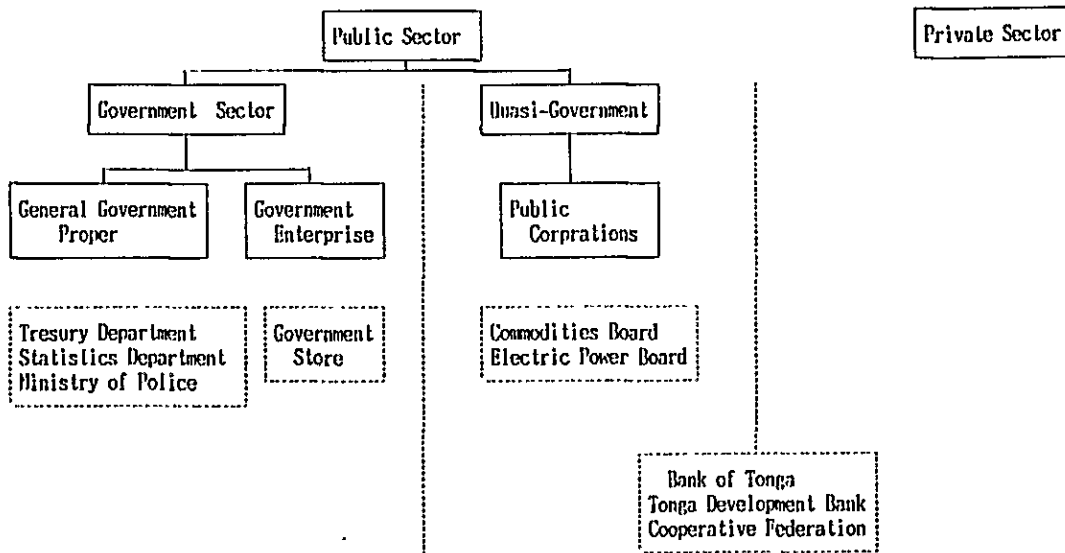 Public Sector
Private Sector
Government Sector
Quasi-Government
General Government
Proper
Government
Enterprise
Public
Corprations
Tresury Department
Statistics Department
Ministry of Police
Government
Store
Commodities Board
Electric Power Board
Bank of Tonga
Tonga Development Bank
Cooperative Federation